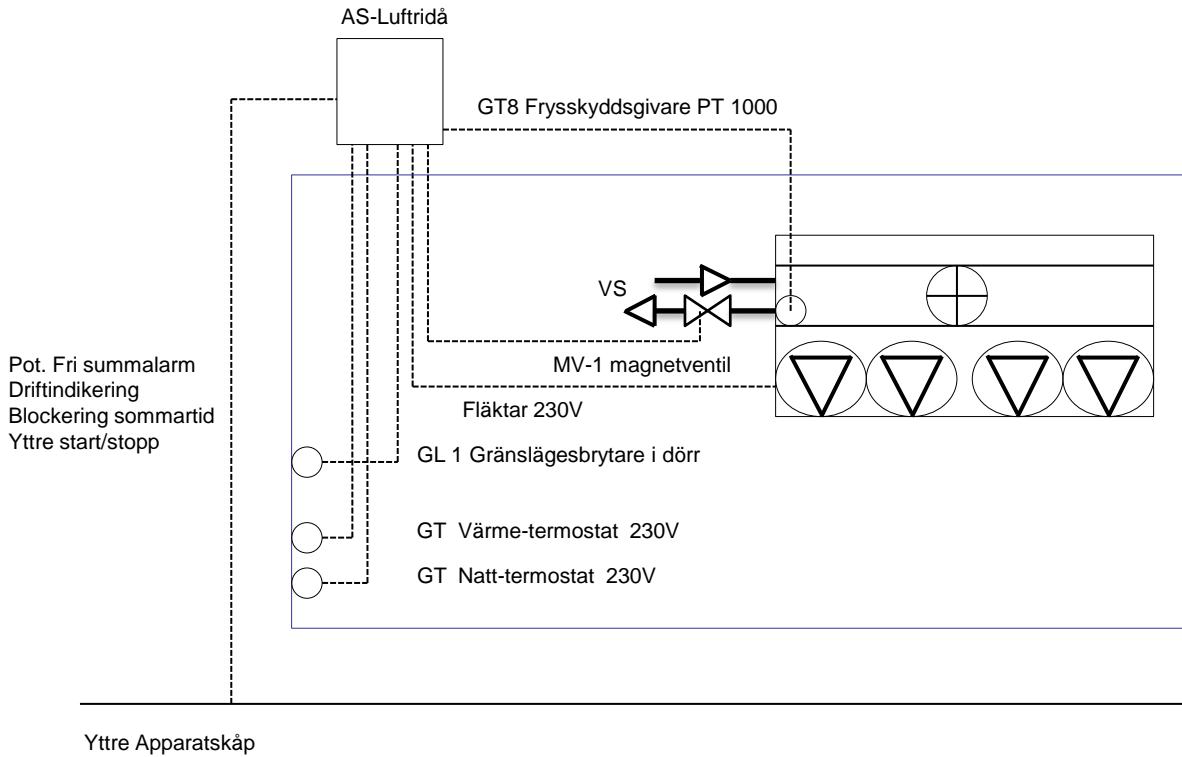 AS-Luftridå
GT8 Frysskyddsgivare PT 1000
VS
MV-1 magnetventil
Pot. Fri summalarm
Driftindikering
Blockering sommartid
Yttre start/stopp
Fläktar 230V
GL 1 Gränslägesbrytare i dörr
GT Värme-termostat 230V
GT Natt-termostat 230V
Yttre Apparatskåp